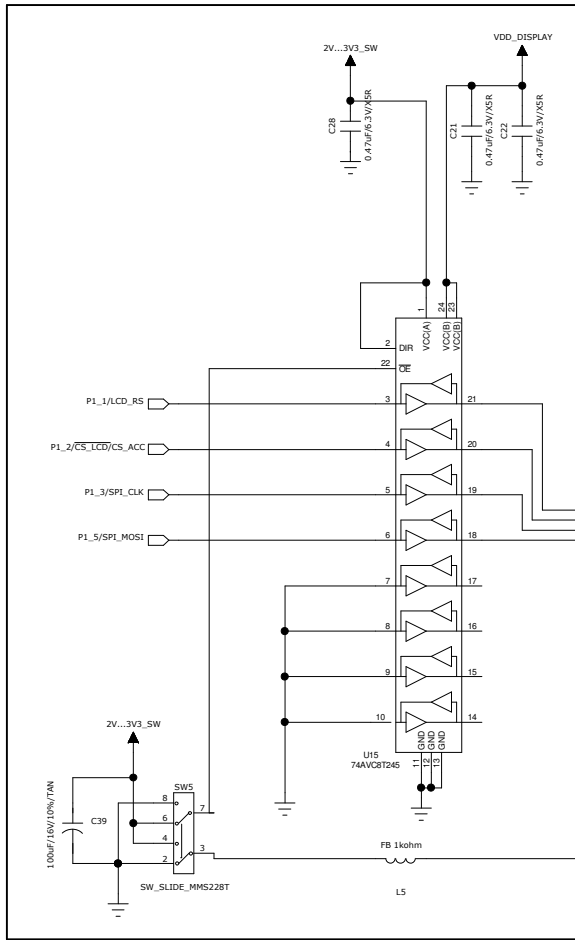 VDD_DISPLAY
2V...3V3_SW
C28
0.47uF/6.3V/X5R
C21
0.47uF/6.3V/X5R
C22
0.47uF/6.3V/X5R
1
24
23
VCC(A)
VCC(B)
VCC(B)
2
DIR
22
OE
P1_1/LCD_RS
3
21
P1_2/CS_LCD/CS_ACC
4
20
P1_3/SPI_CLK
5
19
P1_5/SPI_MOSI
6
18
7
17
8
16
9
15
10
14
GND
GND
GND
11
12
13
U15
74AVC8T245
2V...3V3_SW
100uF/16V/10%/TAN
C39
SW5
8
7
6
4
3
2
SW_SLIDE_MMS228T
FB 1kohm
L5